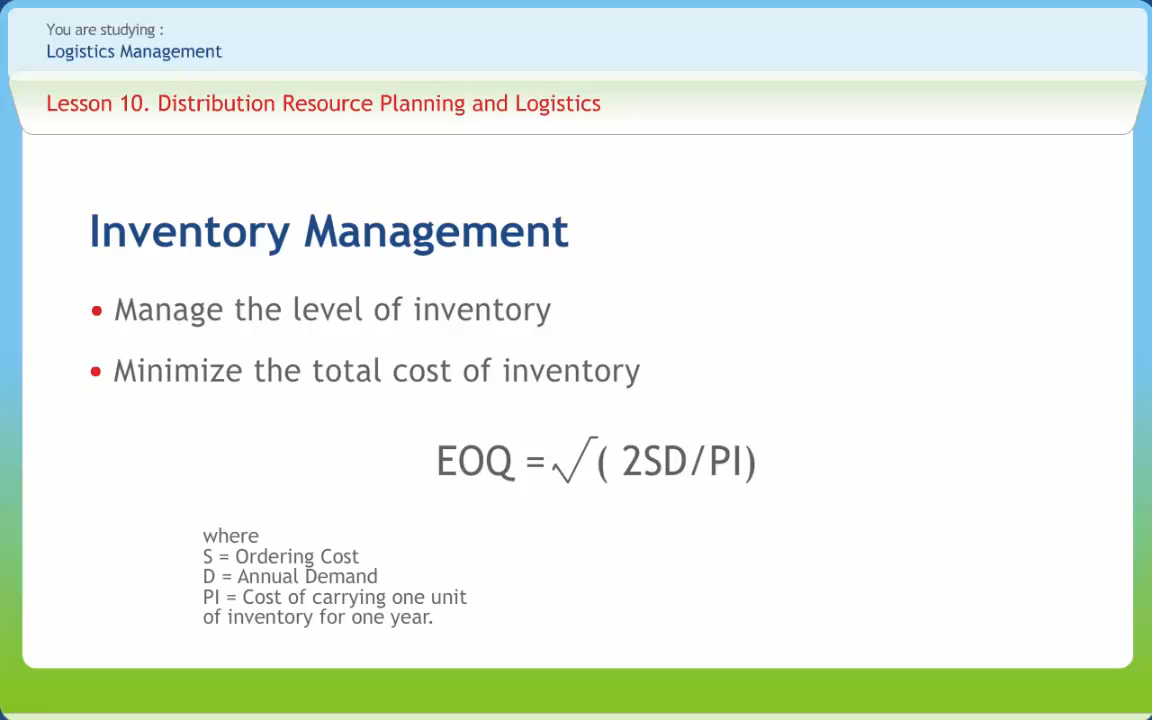 You are studying :
Logistics Management
Lesson 10. Distribution Resource Planning and Logistics
Inventory Management
• Manage the level of inventory
• Minimize the total cost of inventory
EOQ = √( 2SD/PI)
where
S = Ordering Cost
D = Annual Demand
PI = Cost of carrying one unit
of inventory for one year.